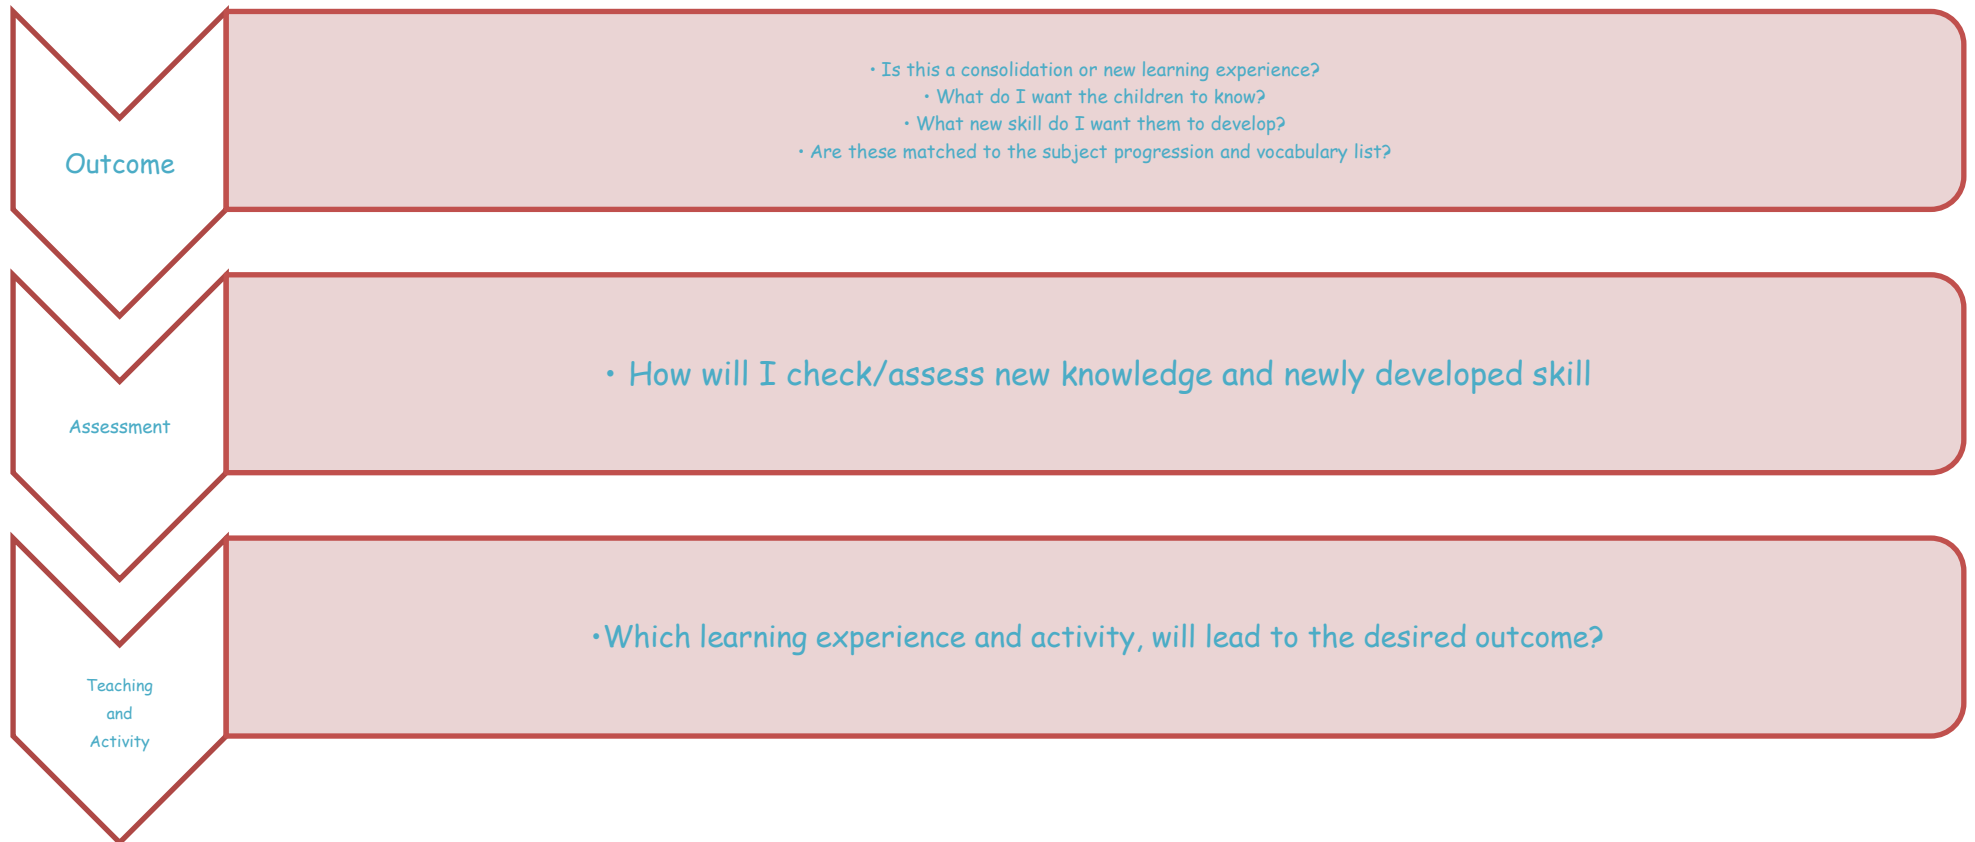 Outcome
• Is this a consolidation or new learning experience?
• What do I want the children to know?
• What new skill do I want them to develop?
• Are these matched to the subject progression and vocabulary list?
Assessment
• How will I check/assess new knowledge and newly developed skill
Teaching
and
Activity
•Which learning experience and activity, will lead to the desired outcome?